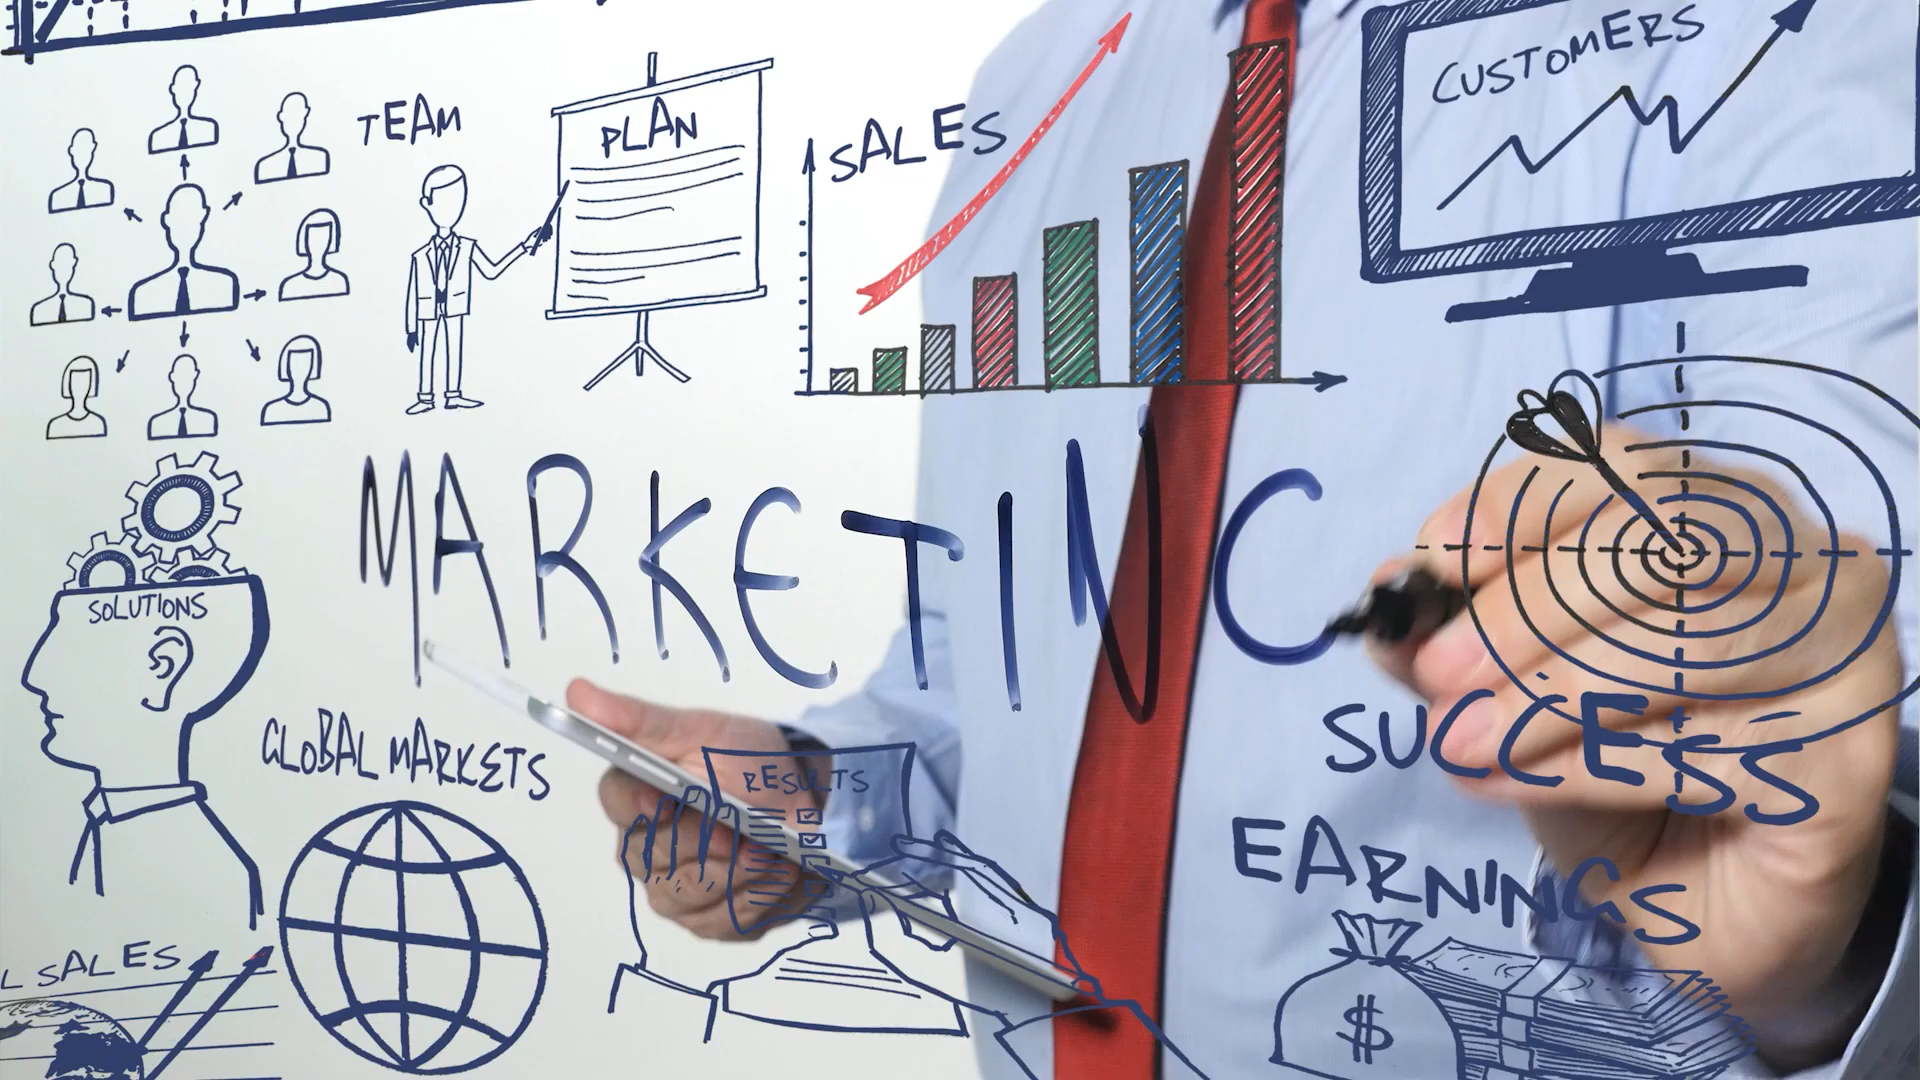 CUSTOMERS
TEAM
PLAN
SALES
MARKETING
SOLUTIONS
SUCCESS
GLOBAL MARKETS
RESULTS
EARNINGS
L SALES
$